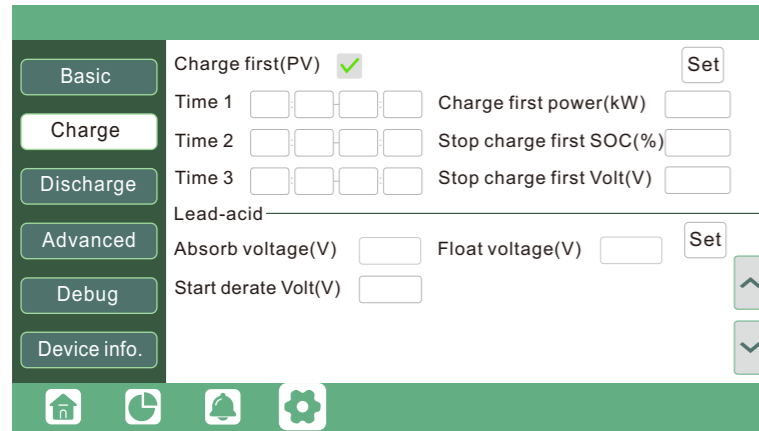 Basic
Charge
Discharge
Advanced
Debug
Device info.
Charge first(PV)
Set
Time 1 : - :
Charge first power(kW)
Time 2 : - :
Stop charge first SOC(%)
Time 3 : - :
Stop charge first Volt(V)
Lead-acid
Absorb voltage(V)
Float voltage(V)
Set
Start derate Volt(V)